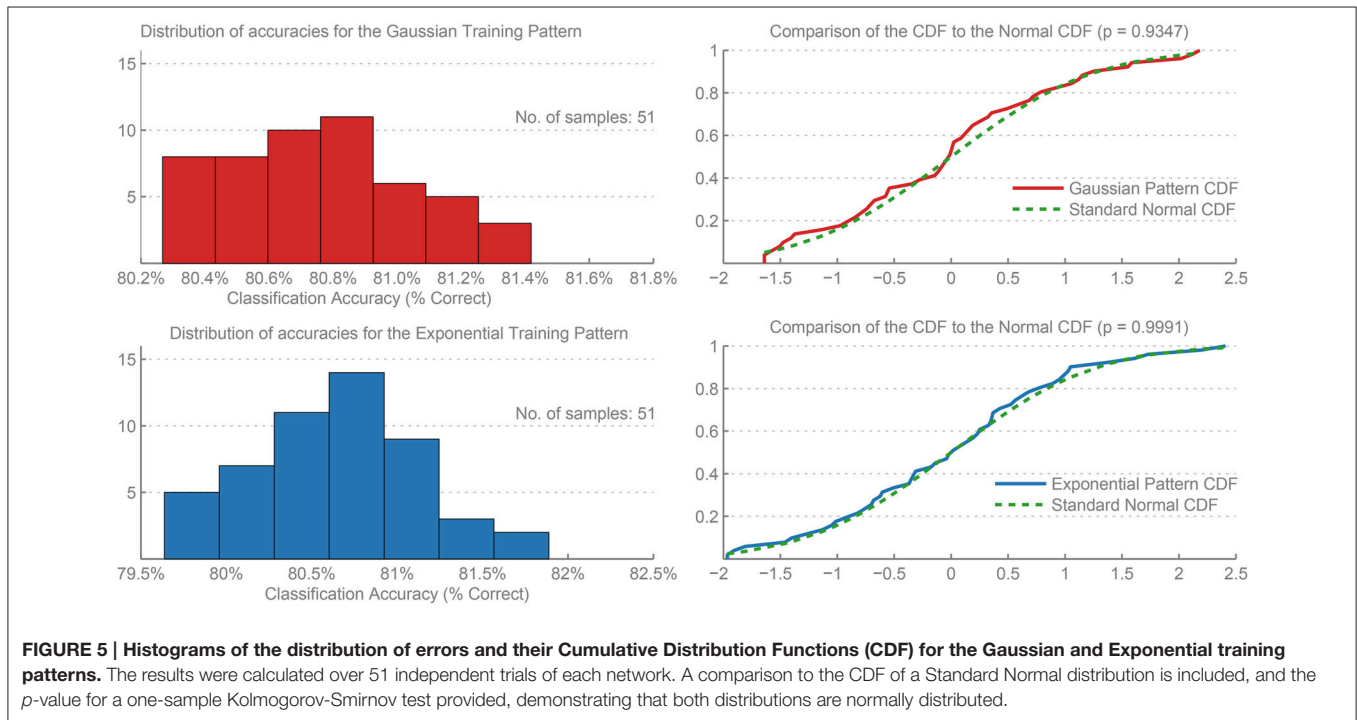 Distribution of accuracies for the Gaussian Training Pattern
15
10
5
No. of samples: 51
80.2% 80.4% 80.6% 80.8% 81.0% 81.2% 81.4% 81.6% 81.8%
Classification Accuracy (% Correct)
Comparison of the CDF to the Normal CDF (p = 0.9347)
1
0.8
0.6
0.4
0.2
Gaussian Pattern CDF
Standard Normal CDF
−2 −1.5 −1 −0.5 0 0.5 1 1.5 2 2.5
Distribution of accuracies for the Exponential Training Pattern
15
10
5
No. of samples: 51
79.5% 80% 80.5% 81% 81.5% 82% 82.5%
Classification Accuracy (% Correct)
Comparison of the CDF to the Normal CDF (p = 0.9991)
1
0.8
0.6
0.4
0.2
Exponential Pattern CDF
Standard Normal CDF
−2 −1.5 −1 −0.5 0 0.5 1 1.5 2 2.5
FIGURE 5 | Histograms of the distribution of errors and their Cumulative Distribution Functions (CDF) for the Gaussian and Exponential training
patterns. The results were calculated over 51 independent trials of each network. A comparison to the CDF of a Standard Normal distribution is included, and the
p-value for a one-sample Kolmogorov-Smirnov test provided, demonstrating that both distributions are normally distributed.